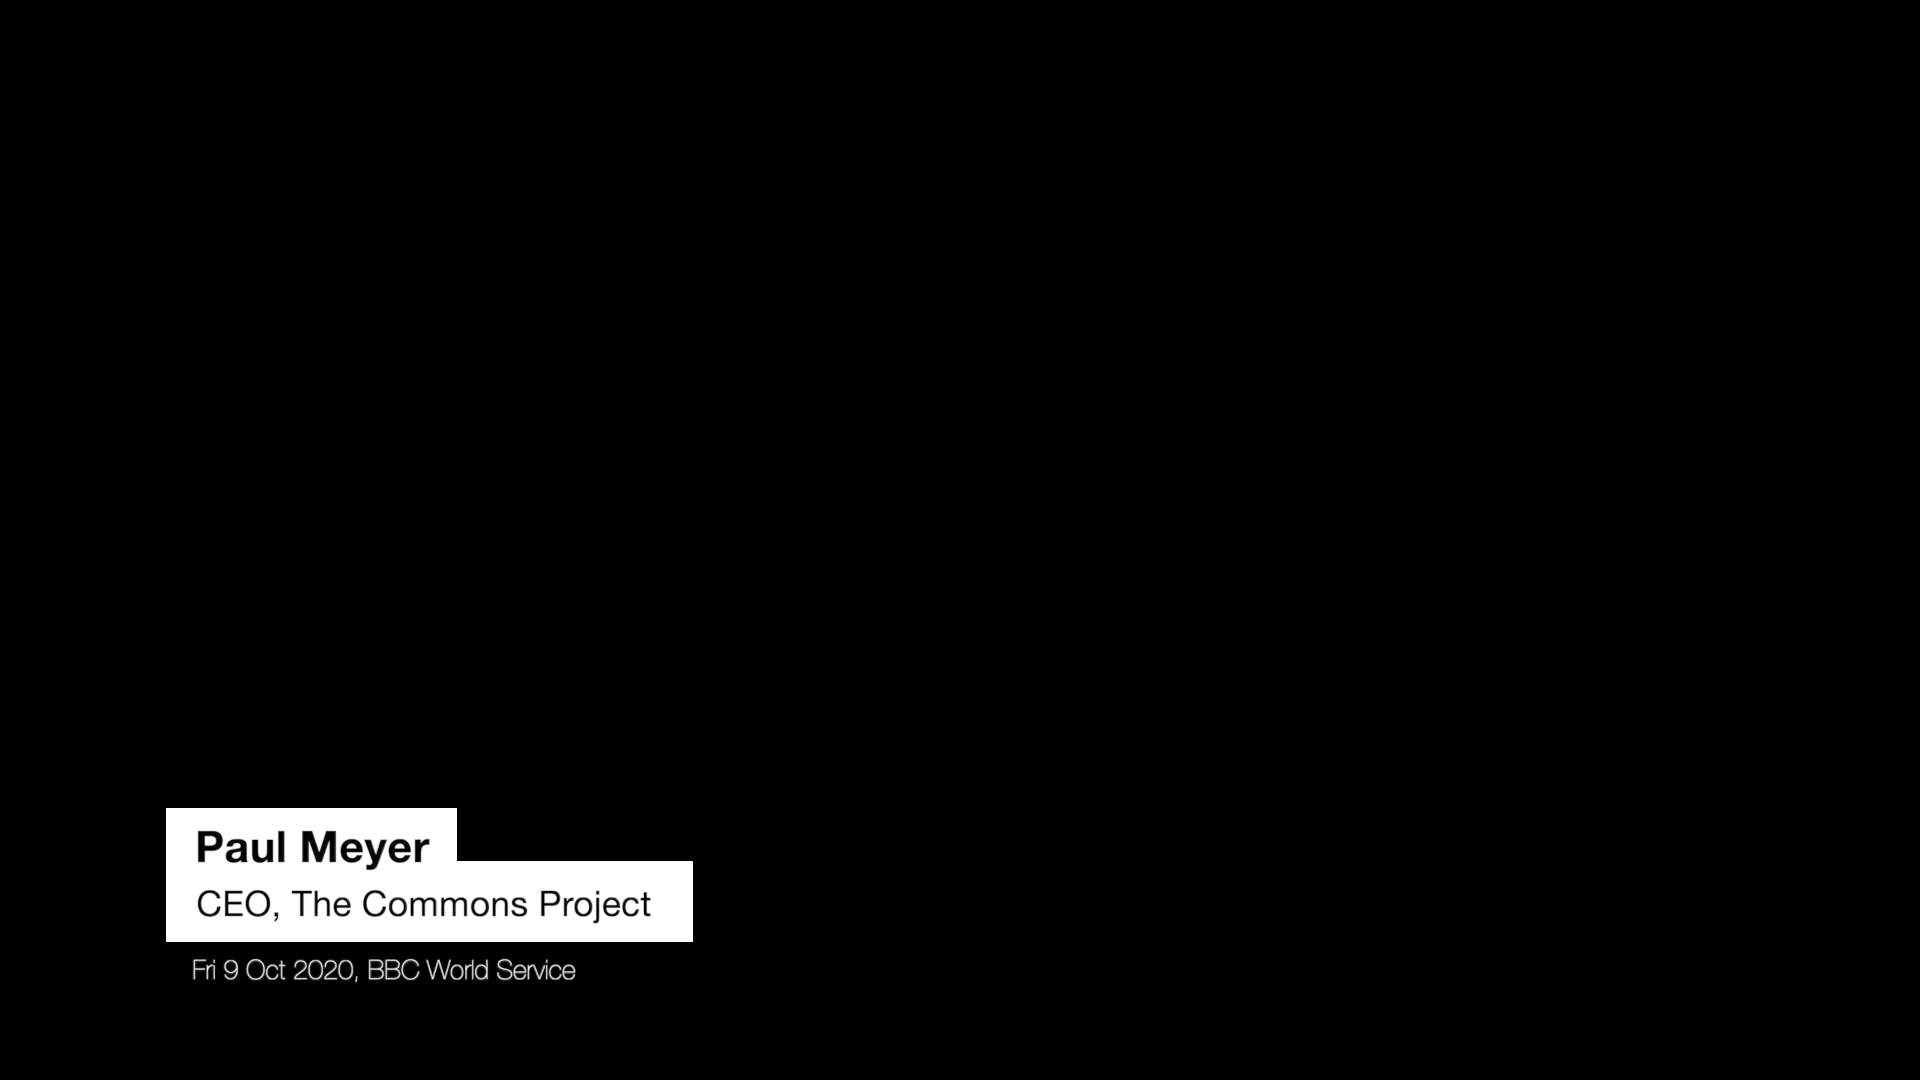 Paul Meyer
CEO, The Commons Project
Fri 9 Oct 2020, BBC World Service